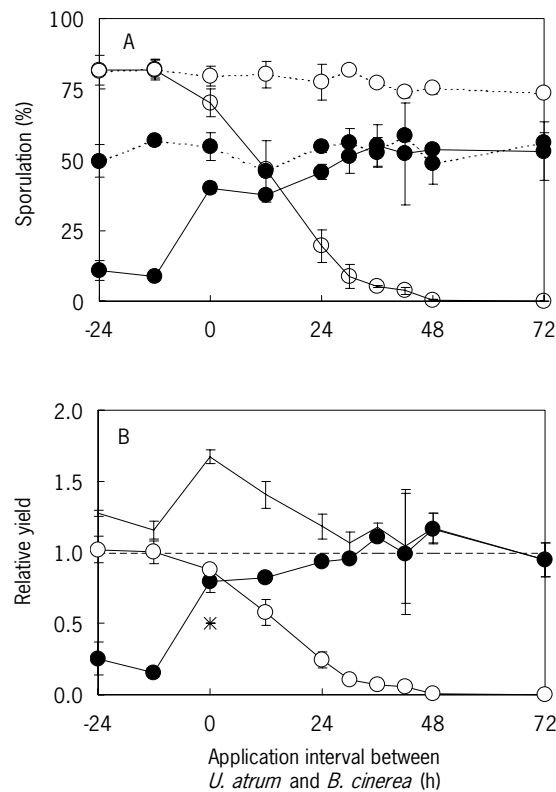 100
A
75
50
25
0
Sporulation (%)
-24 0 24 48 72
2.0
B
1.5
1.0
0.5
0.0
Relative yield
-24 0 24 48 72
Application interval between
U. atrum and B. cinerea (h)